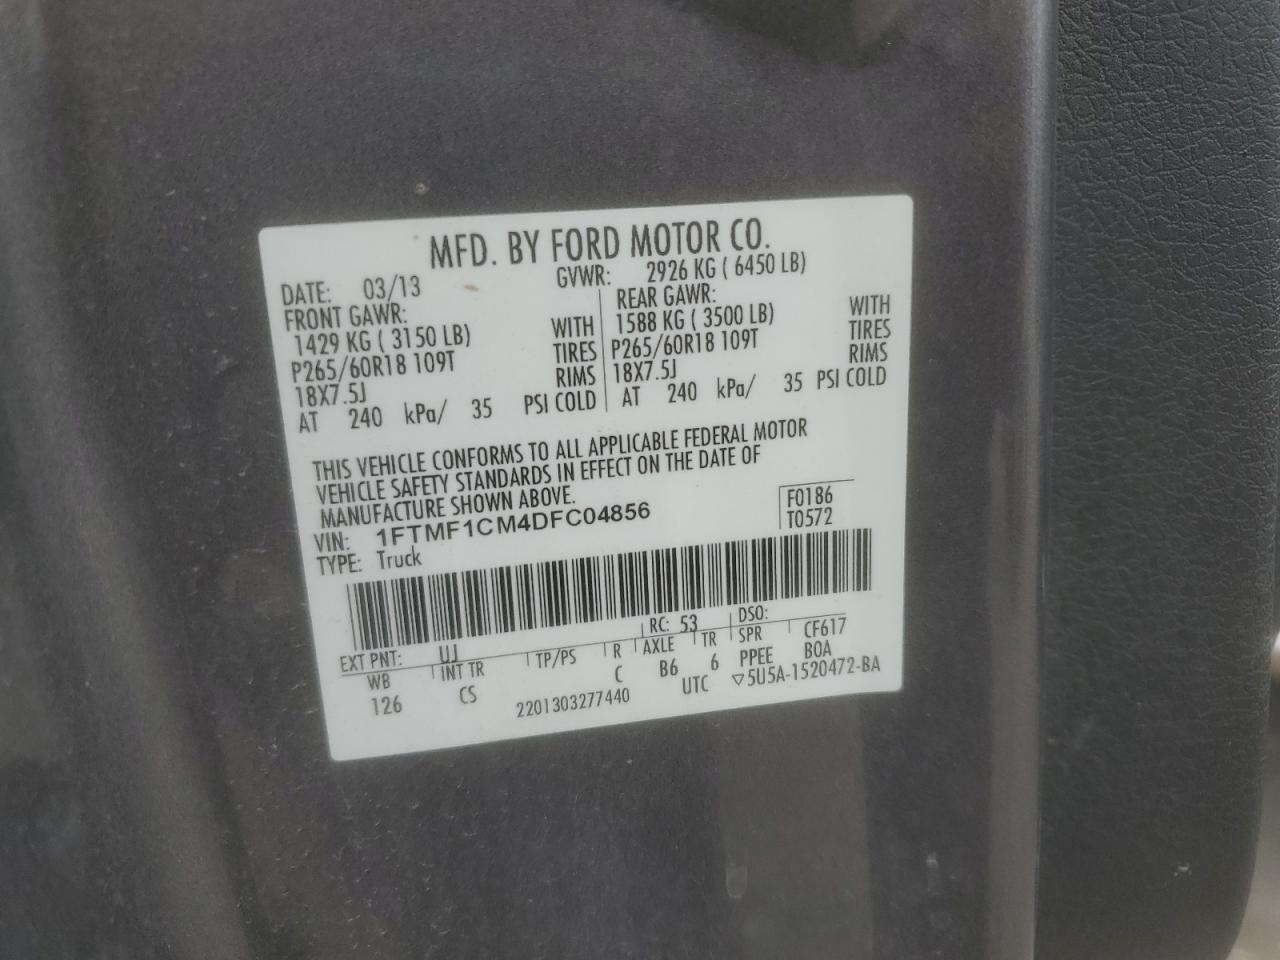 MFD. BY FORD MOTOR CO.
DATE: 03/13 GVWR: 2926 KG ( 6450 LB)
FRONT GAWR: REAR GAWR:
1429 KG ( 3150 LB) WITH 1588 KG ( 3500 LB) WITH
P265/60R18 109T TIRES P265/60R18 109T TIRES
18X7.5J RIMS 18X7.5J RIMS
AT 240 kPa/ 35 PSI COLD AT 240 kPa/ 35 PSI COLD
THIS VEHICLE CONFORMS TO ALL APPLICABLE FEDERAL MOTOR
VEHICLE SAFETY STANDARDS IN EFFECT ON THE DATE OF
MANUFACTURE SHOWN ABOVE.
VIN: 1FTMF1CM4DFC04856 F0186
TYPE: Truck T0572
EXT PNT: UJ RC: 53 DSO:
WB INT TR TP/PS R AXLE TR SPR CF617
126 CS C B6 6 PPEE BOA
2201303277440 UTC ▽5U5A-1520472-BA